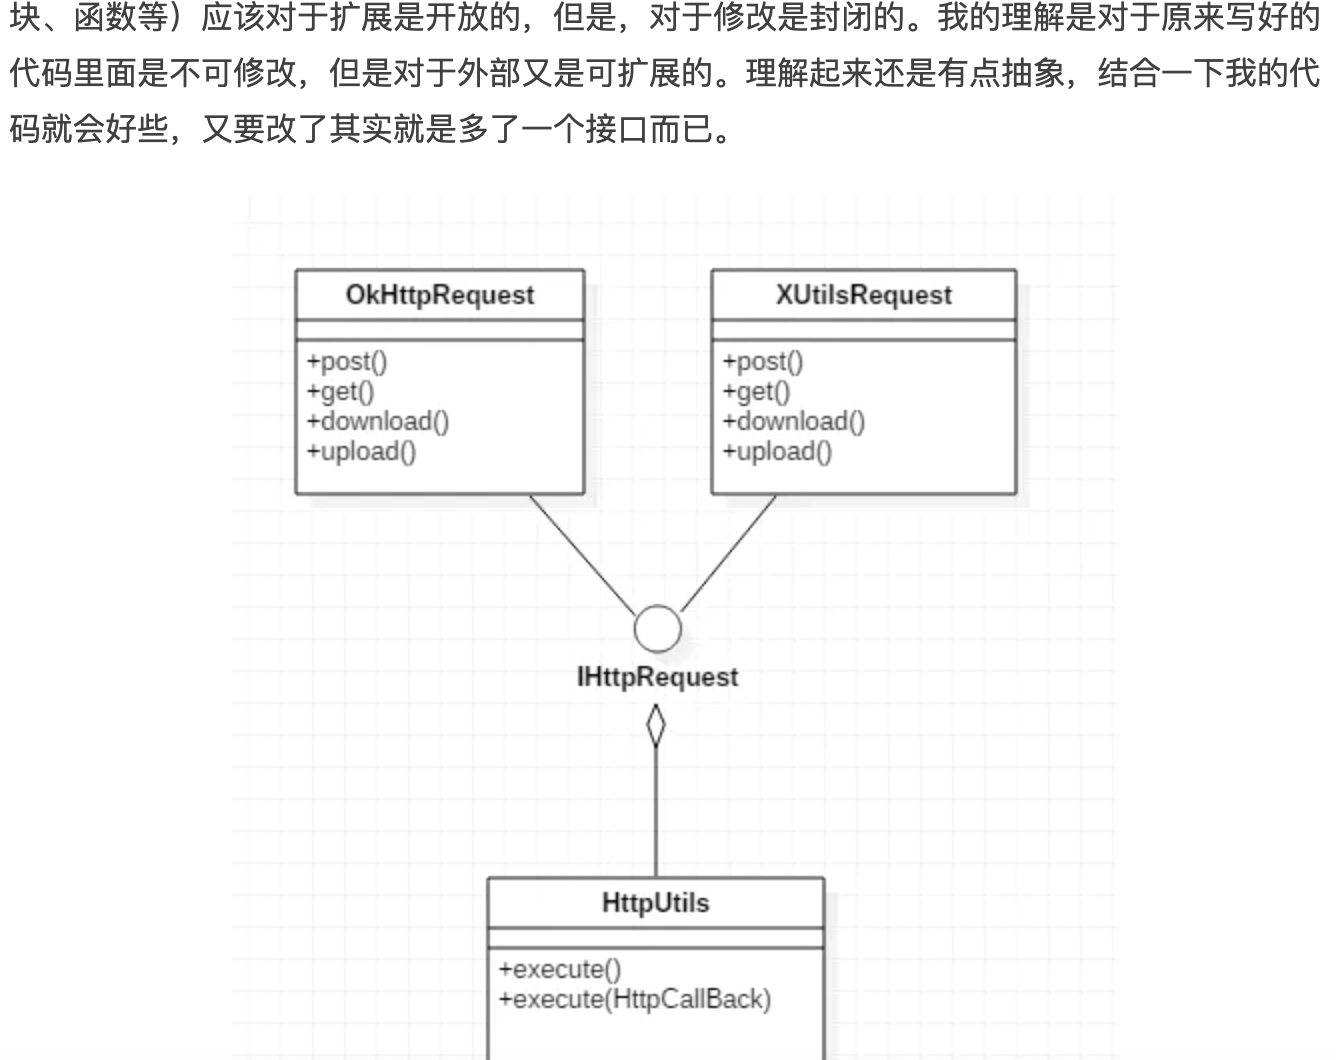 块、函数等）应该对于扩展是开放的，但是，对于修改是封闭的。我的理解是对于原来写好的
代码里面是不可修改，但是对于外部又是可扩展的。理解起来还是有点抽象，结合一下我的代
码就会好些，又要改了其实就是多了一个接口而已。
OkHttpRequest
+post()
+get()
+download()
+upload()
XUtilsRequest
+post()
+get()
+download()
+upload()
IHttpRequest
HttpUtils
+execute()
+execute(HttpCallBack)